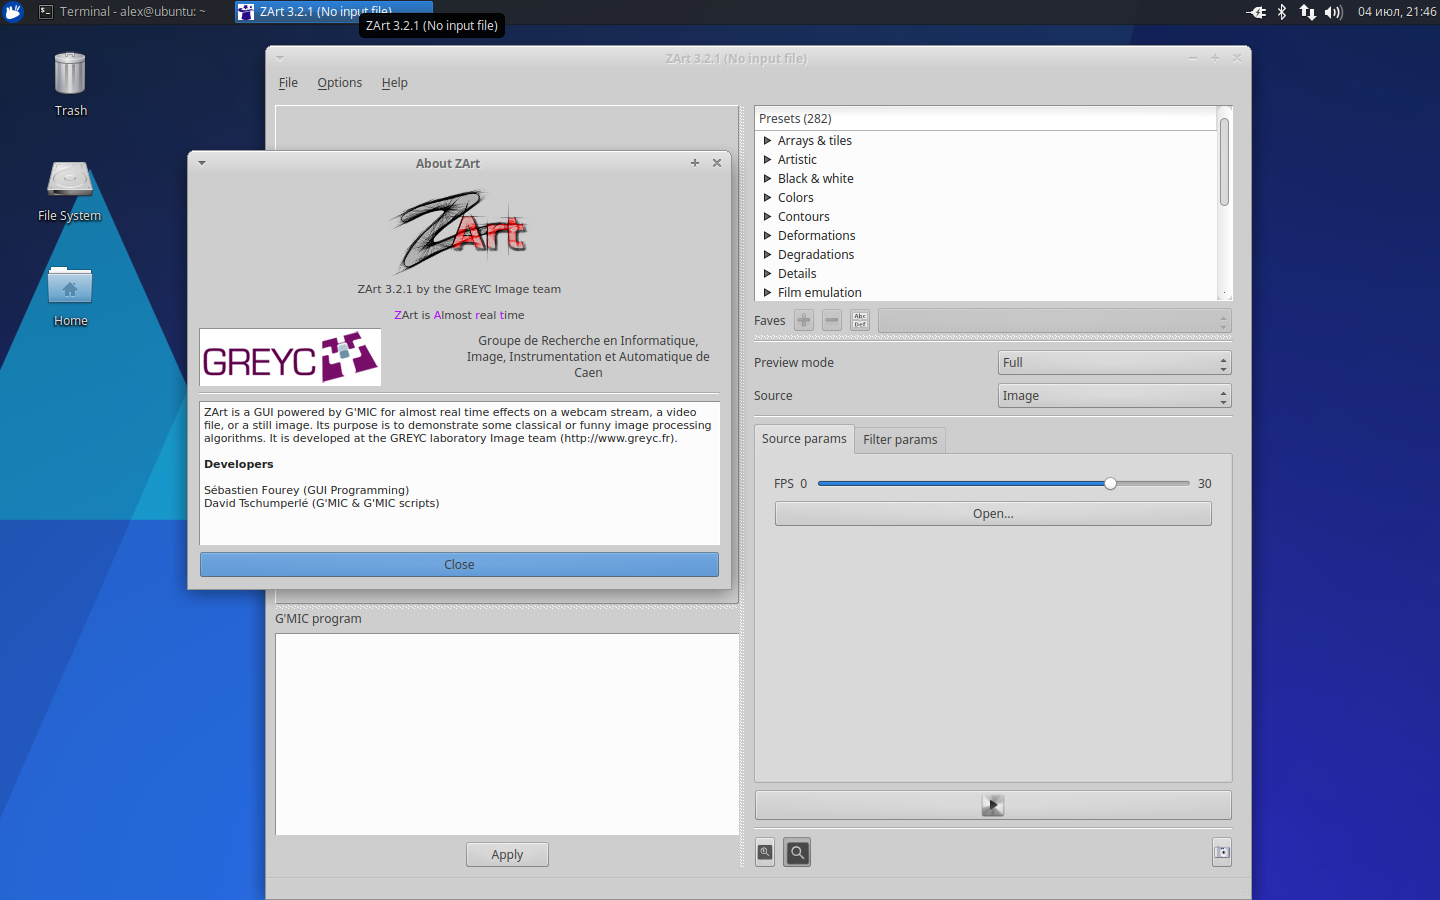 Terminal - alex@ubuntu: ~
ZArt 3.2.1 (No input file)
04 июл, 21:46
ZArt 3.2.1 (No input file)
Trash
File System
Home
ZArt 3.2.1 (No input file)
File Options Help
About ZArt
ZArt
ZArt 3.2.1 by the GREYC Image team
ZArt is Almost real time
GREYC
Groupe de Recherche en Informatique,
Image, Instrumentation et Automatique de
Caen
ZArt is a GUI powered by G'MIC for almost real time effects on a webcam stream, a video
file, or a still image. Its purpose is to demonstrate some classical or funny image processing
algorithms. It is developed at the GREYC laboratory Image team (http://www.greyc.fr).
Developers
Sébastien Fourey (GUI Programming)
David Tschumperlé (G'MIC & G'MIC scripts)
Close
G'MIC program
Apply
Presets (282)
Arrays & tiles
Artistic
Black & white
Colors
Contours
Deformations
Degradations
Details
Film emulation
Faves
Abc
Def
Preview mode
Full
Source
Image
Source params
Filter params
FPS 0
30
Open...